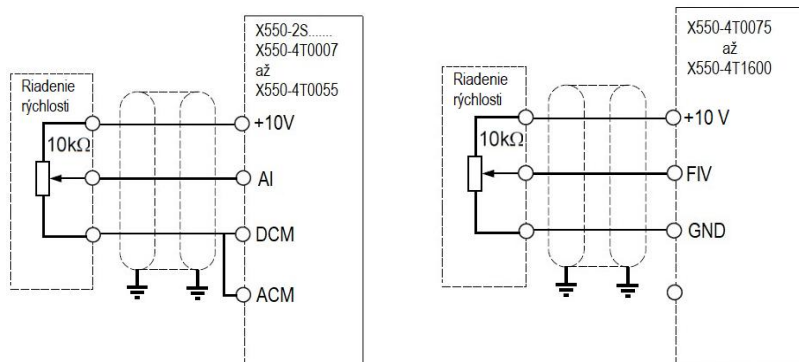 X550-2S.......
X550-4T0007
až
X550-4T0055
Riadenie
rýchlosti
10kΩ
+10V
AI
DCM
ACM
X550-4T0075
až
X550-4T1600
Riadenie
rýchlosti
10kΩ
+10 V
FIV
GND